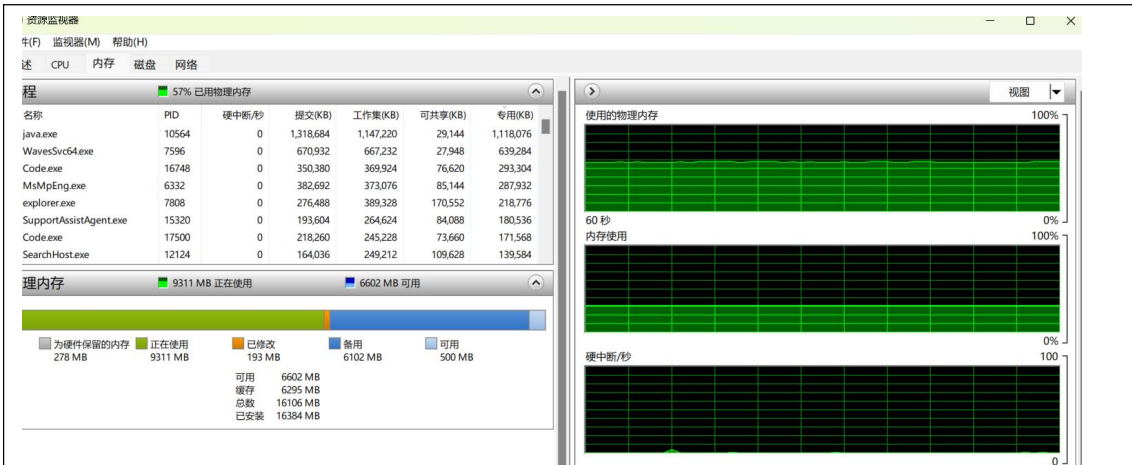 资源监视器
件(F) 监视器(M) 帮助(H)
述 CPU 内存 磁盘 网络
程 57% 已用物理内存
名称 PID 硬中断/秒 提交(KB) 工作集(KB) 可共享(KB) 专用(KB)
java.exe 10564 0 1,318,684 1,147,220 29,144 1,118,076
WavesSvc64.exe 7596 0 670,932 667,232 27,948 639,284
Code.exe 16748 0 350,380 369,924 76,620 293,304
MsMpEng.exe 6332 0 382,692 373,076 85,144 287,932
explorer.exe 7808 0 276,488 389,328 170,552 218,776
SupportAssistAgent.exe 15320 0 193,604 264,624 84,088 180,536
Code.exe 17500 0 218,260 245,228 73,660 171,568
SearchHost.exe 12124 0 164,036 249,212 109,628 139,584
理内存 9311 MB 正在使用 6602 MB 可用
为硬件保留的内存 正在使用 已修改 备用 可用
278 MB 9311 MB 193 MB 6102 MB 500 MB
可用 6602 MB
缓存 6295 MB
总数 16106 MB
已安装 16384 MB
视图
使用的物理内存 100%
60 秒 0%
内存使用 100%
0%
硬中断/秒 100
0